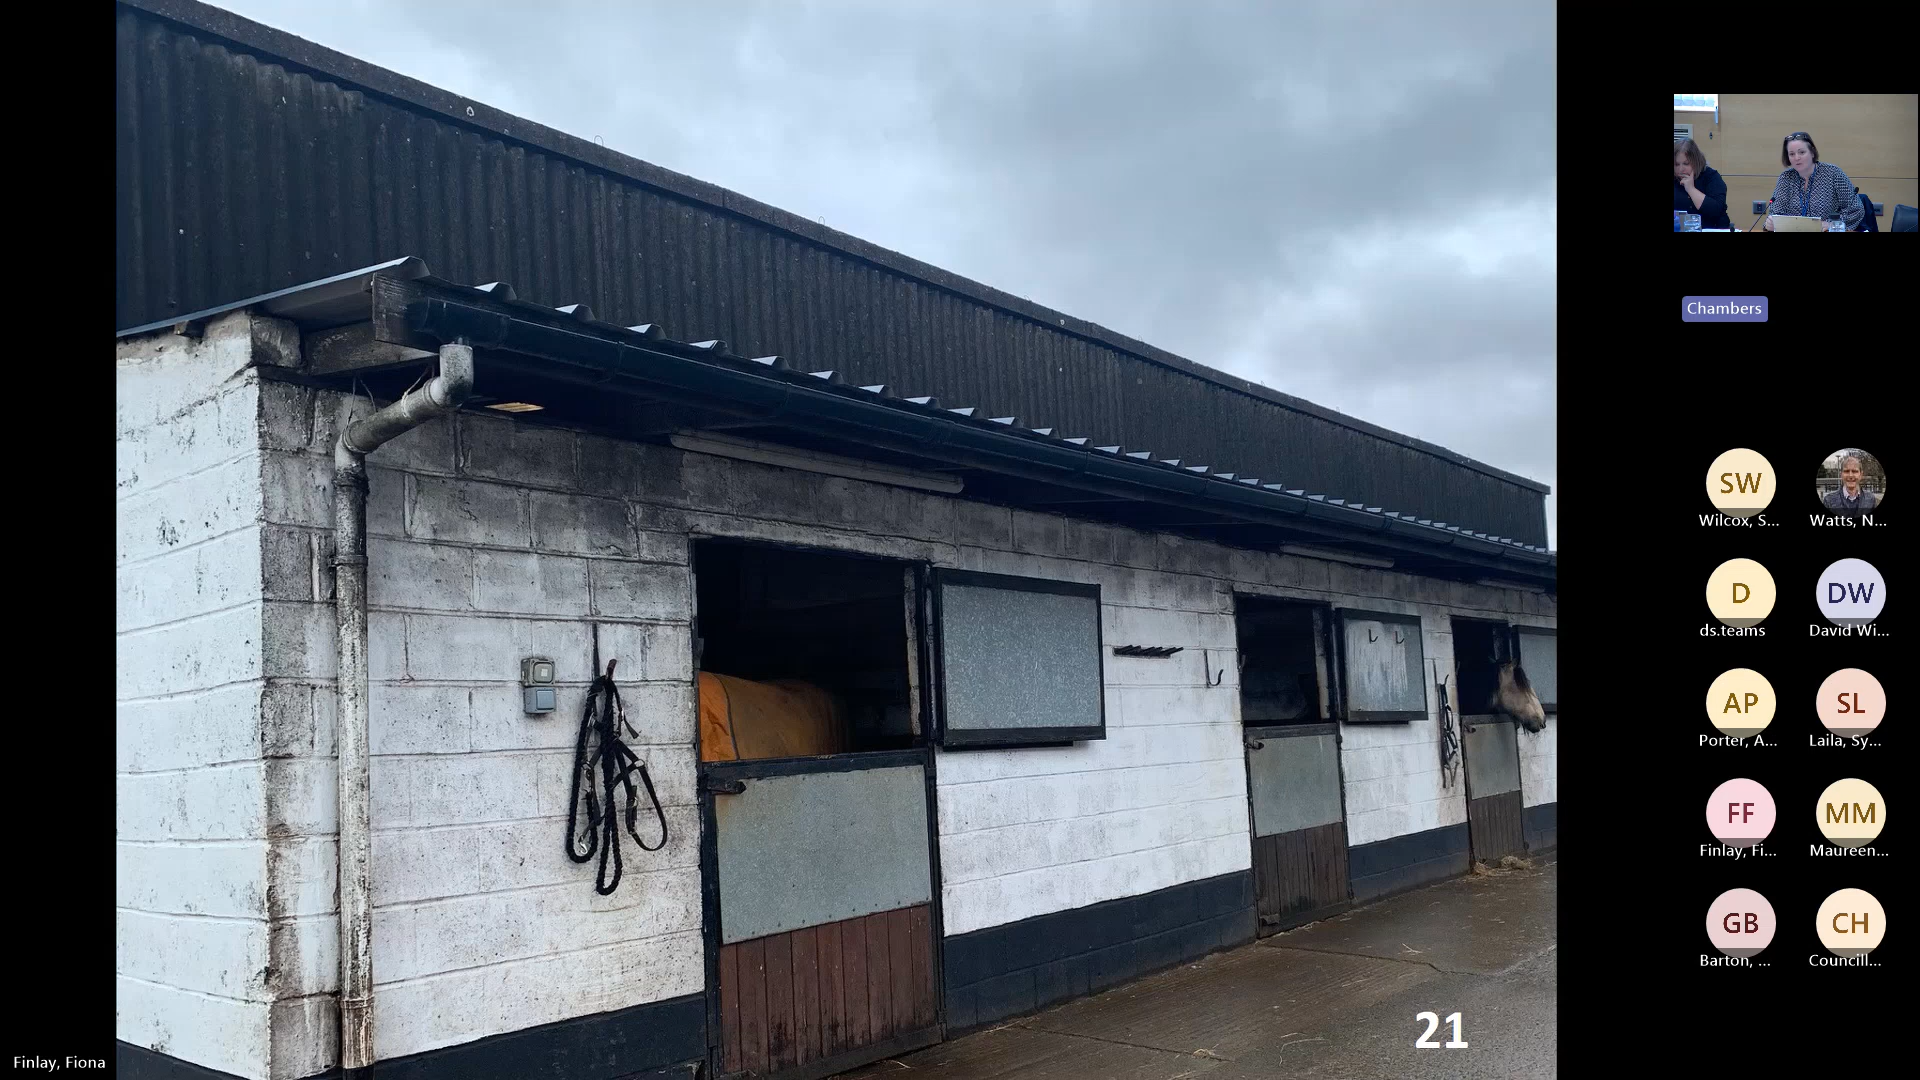 Chambers
SW
Wilcox, S...
Watts, N...
D
ds.teams
DW
David Wi...
AP
Porter, A...
SL
Laila, Sy...
FF
Finlay, Fi...
MM
Maureen...
GB
Barton, ...
CH
Councill...
21
Finlay, Fiona